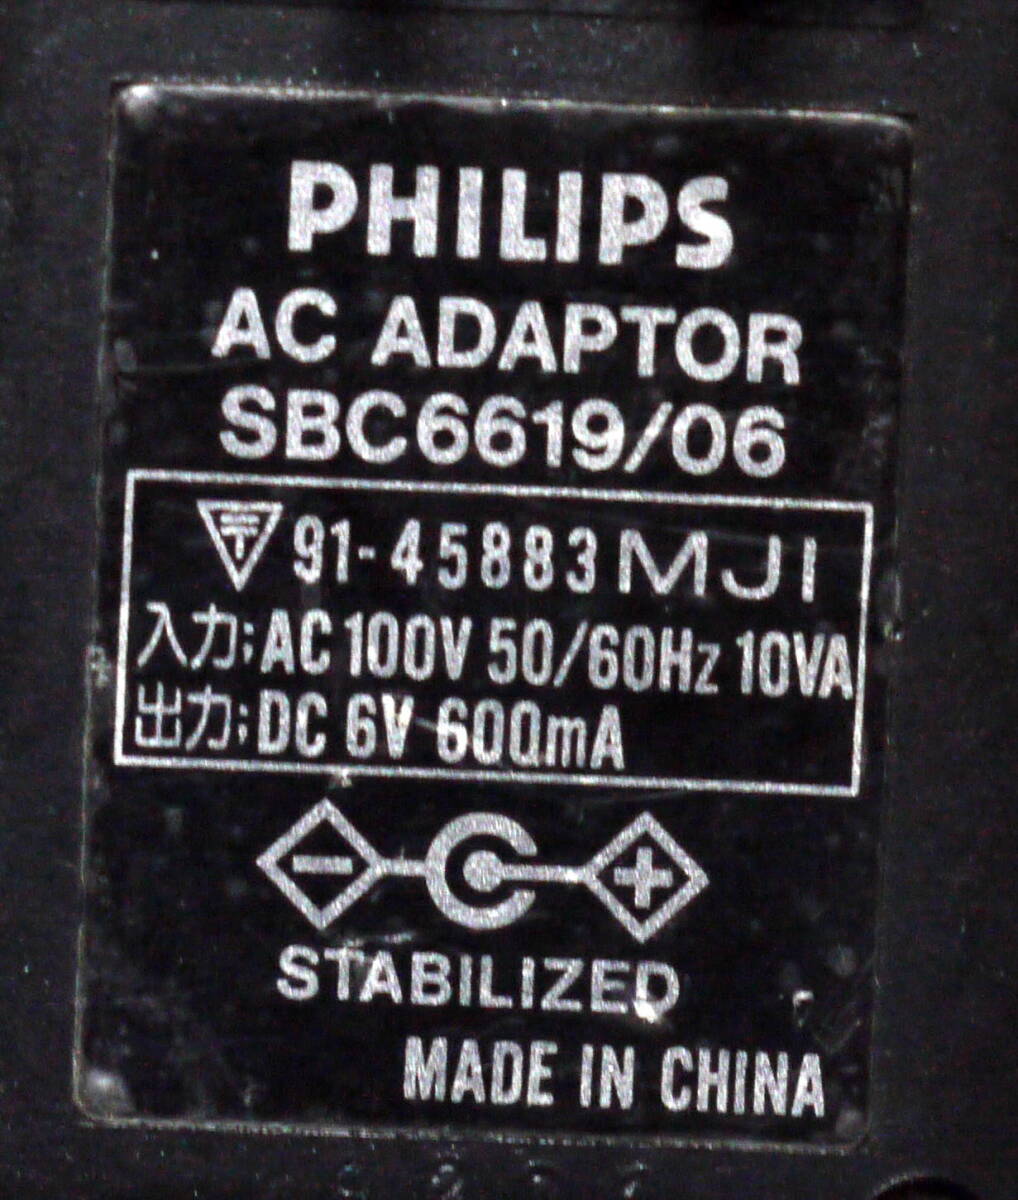 PHILIPS
AC ADAPTOR
SBC6619/06
〒 91-45883 MJI
入力:AC 100V 50/60Hz 10VA
出力:DC 6V 600mA
- +
STABILIZED
MADE IN CHINA